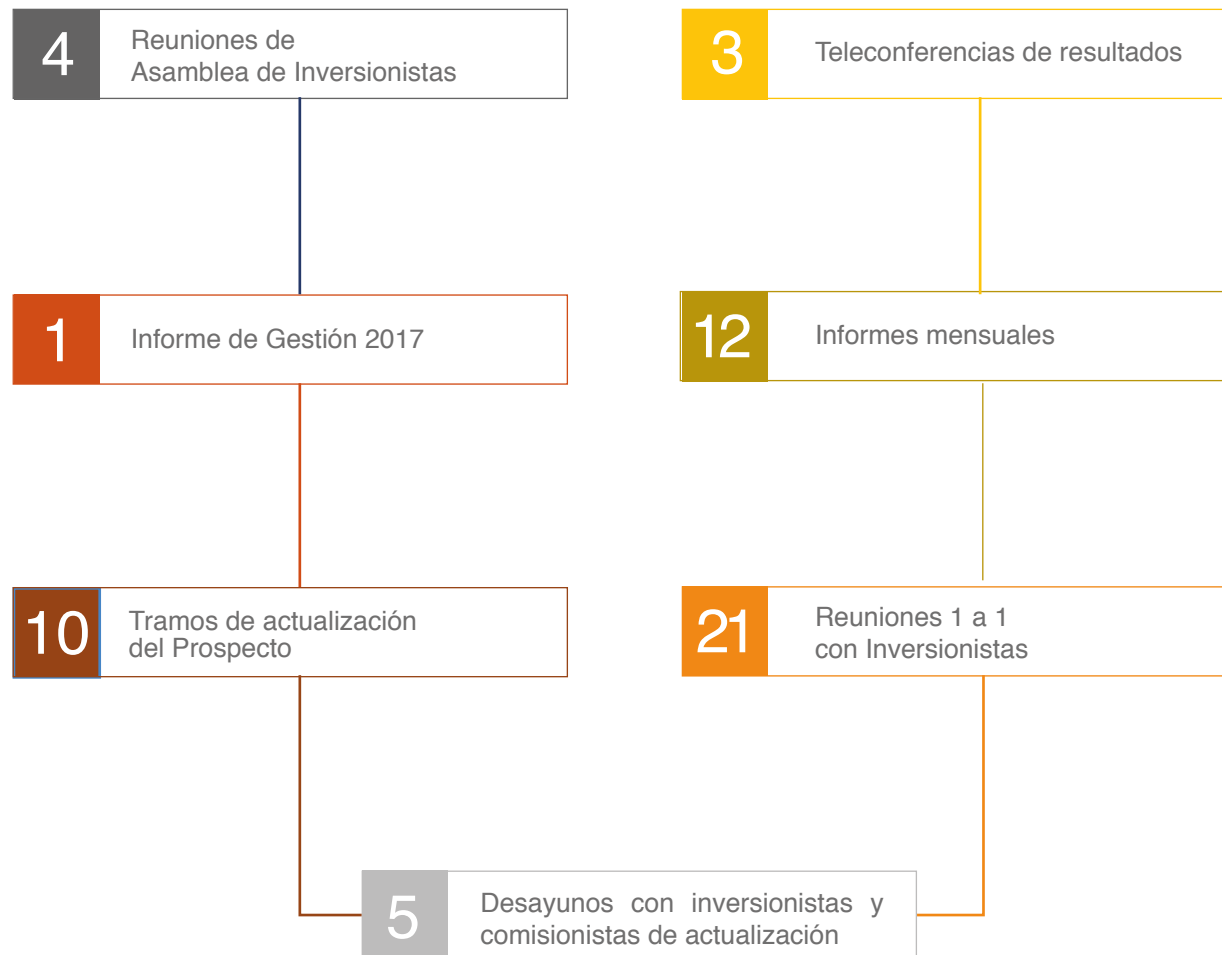 4
Reuniones de
Asamblea de Inversionistas
3
Teleconferencias de resultados
1
Informe de Gestión 2017
12
Informes mensuales
10
Tramos de actualización
del Prospecto
21
Reuniones 1 a 1
con Inversionistas
5
Desayunos con inversionistas y
comisionistas de actualización